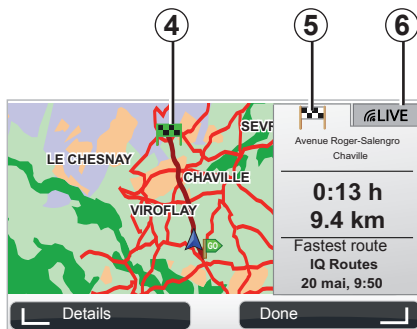 4
5
6
LIVE
SEVR
LE CHESNAY
CHAVILLE
VIROFLAY
GO
Avenue Roger-Salengro
Chaville
0:13 h
9.4 km
Fastest route
IQ Routes
20 mai, 9:50
Details
Done